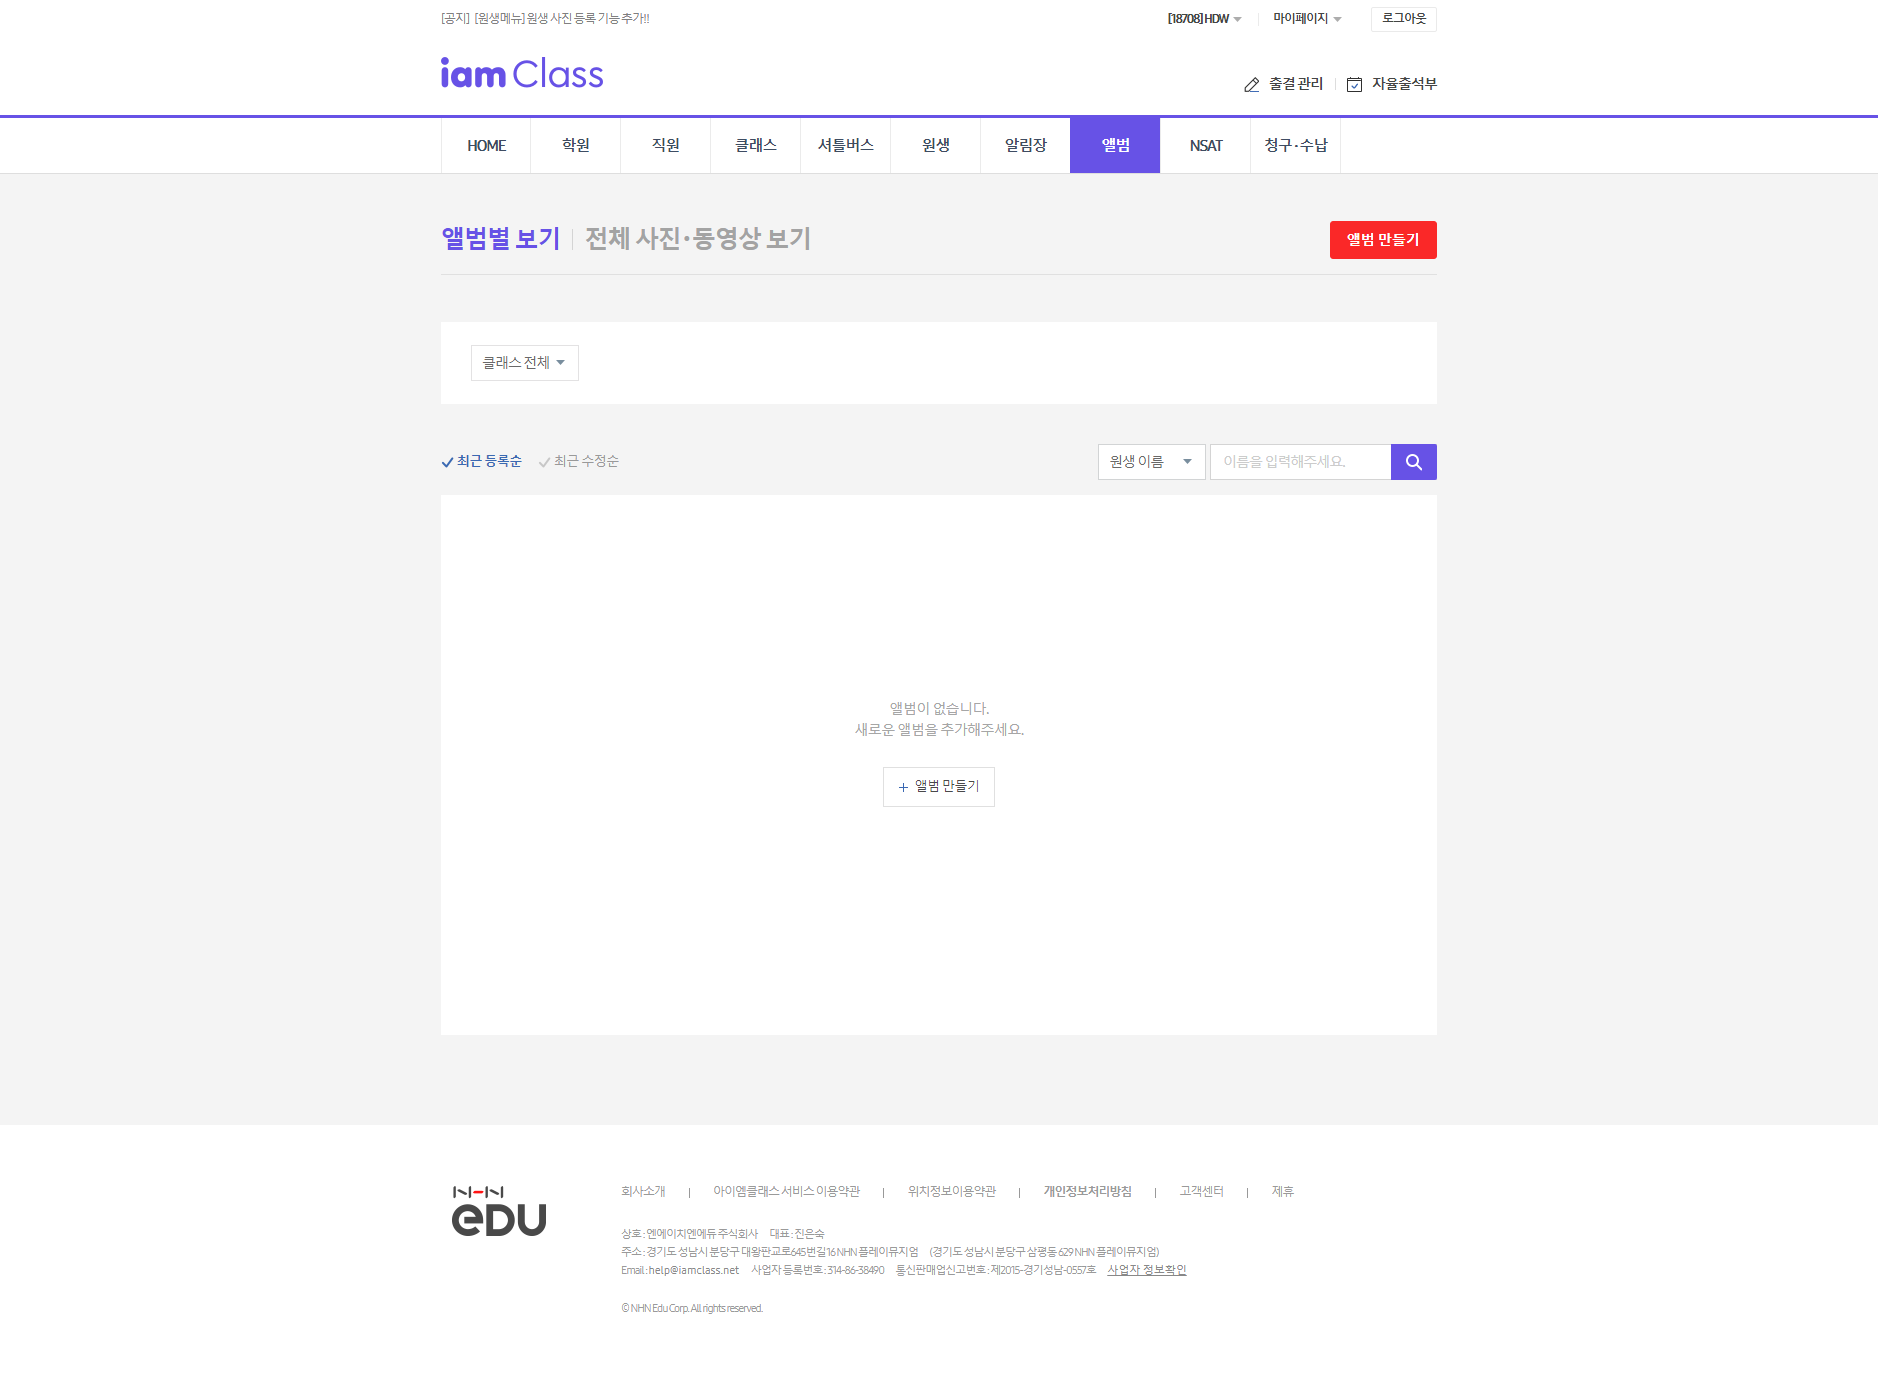 [공지] [원생메뉴] 원생 사진 등록 기능 추가!!
[18708] HDW
마이페이지
로그아웃
iam Class
출결 관리
자율출석부
HOME
학원
직원
클래스
셔틀버스
원생
알림장
앨범
NSAT
청구·수납
앨범별 보기
전체 사진·동영상 보기
앨범 만들기
클래스 전체
최근 등록순
최근 수정순
원생 이름
이름을 입력해주세요.
앨범이 없습니다.
새로운 앨범을 추가해주세요.
+ 앨범 만들기
NHN
eDU
회사소개 | 아이엠클래스 서비스 이용약관 | 위치정보이용약관 | 개인정보처리방침 | 고객센터 | 제휴
상호 : 엔에이치엔에듀 주식회사 대표 : 진은숙
주소 : 경기도 성남시 분당구 대왕판교로645번길 16 NHN 플레이뮤지엄 (경기도 성남시 분당구 삼평동 629 NHN 플레이뮤지엄)
Email : help@iamclass.net 사업자 등록번호 : 314-86-38490 통신판매업신고번호 : 제2015-경기성남-0557호 사업자 정보확인
© NHN Edu Corp. All rights reserved.